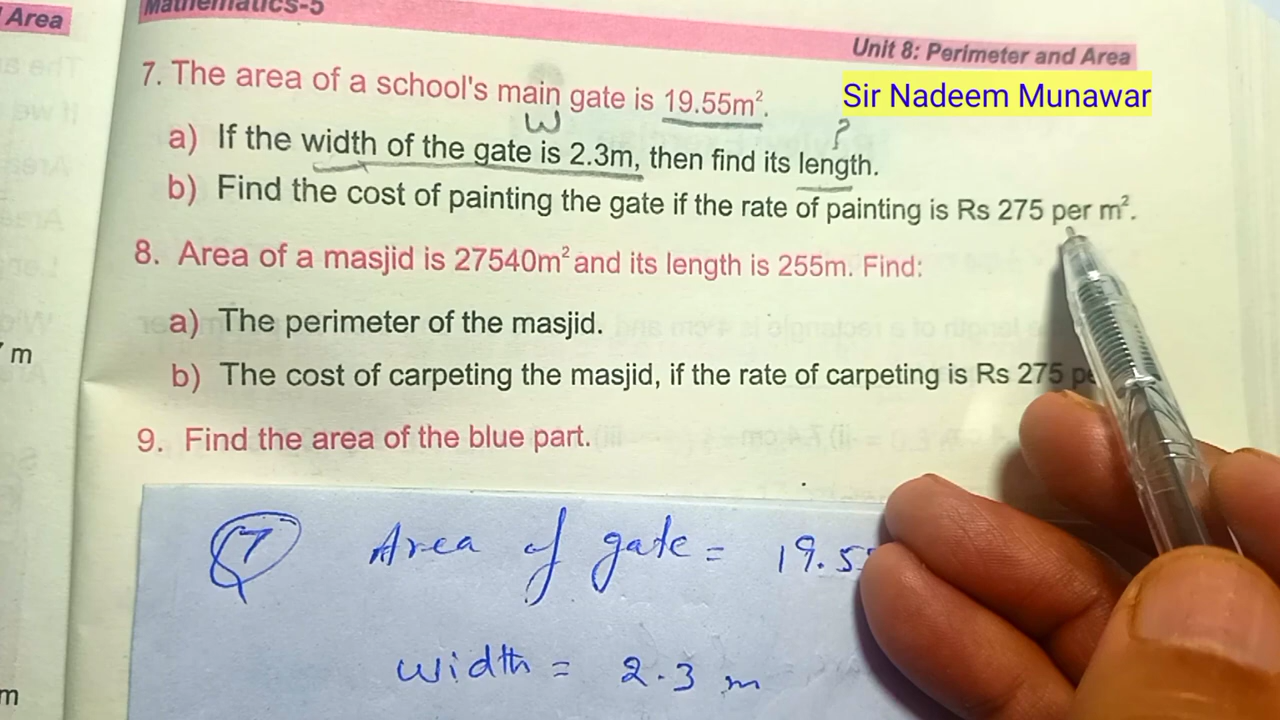 Area
Mathematics-5
Unit 8: Perimeter and Area
Sir Nadeem Munawar
7. The area of a school's main gate is 19.55m².
W ?
a) If the width of the gate is 2.3m, then find its length.
b) Find the cost of painting the gate if the rate of painting is Rs 275 per m².
8. Area of a masjid is 27540m² and its length is 255m. Find:
a) The perimeter of the masjid.
m
b) The cost of carpeting the masjid, if the rate of carpeting is Rs 275
9. Find the area of the blue part.
7 Area of gate = 19.5
width = 2.3 m
m